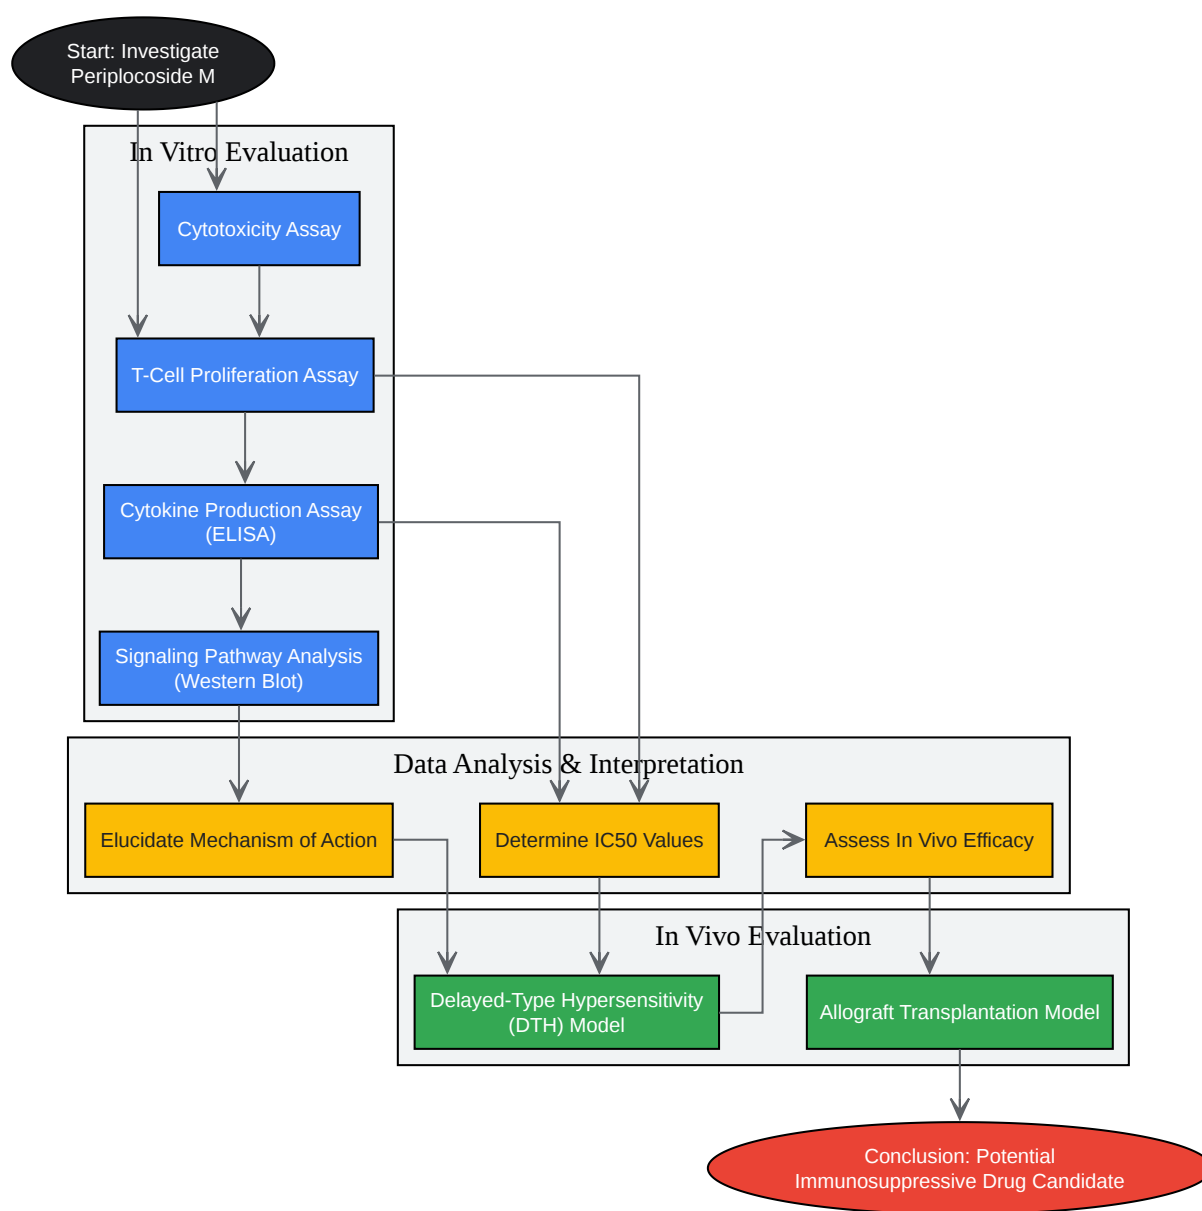 Start: Investigate
Periplocoside M
In Vitro Evaluation
Cytotoxicity Assay
T-Cell Proliferation Assay
Cytokine Production Assay
(ELISA)
Signaling Pathway Analysis
(Western Blot)
Data Analysis & Interpretation
Elucidate Mechanism of Action
Determine IC50 Values
Assess In Vivo Efficacy
In Vivo Evaluation
Delayed-Type Hypersensitivity
(DTH) Model
Allograft Transplantation Model
Conclusion: Potential
Immunosuppressive Drug Candidate